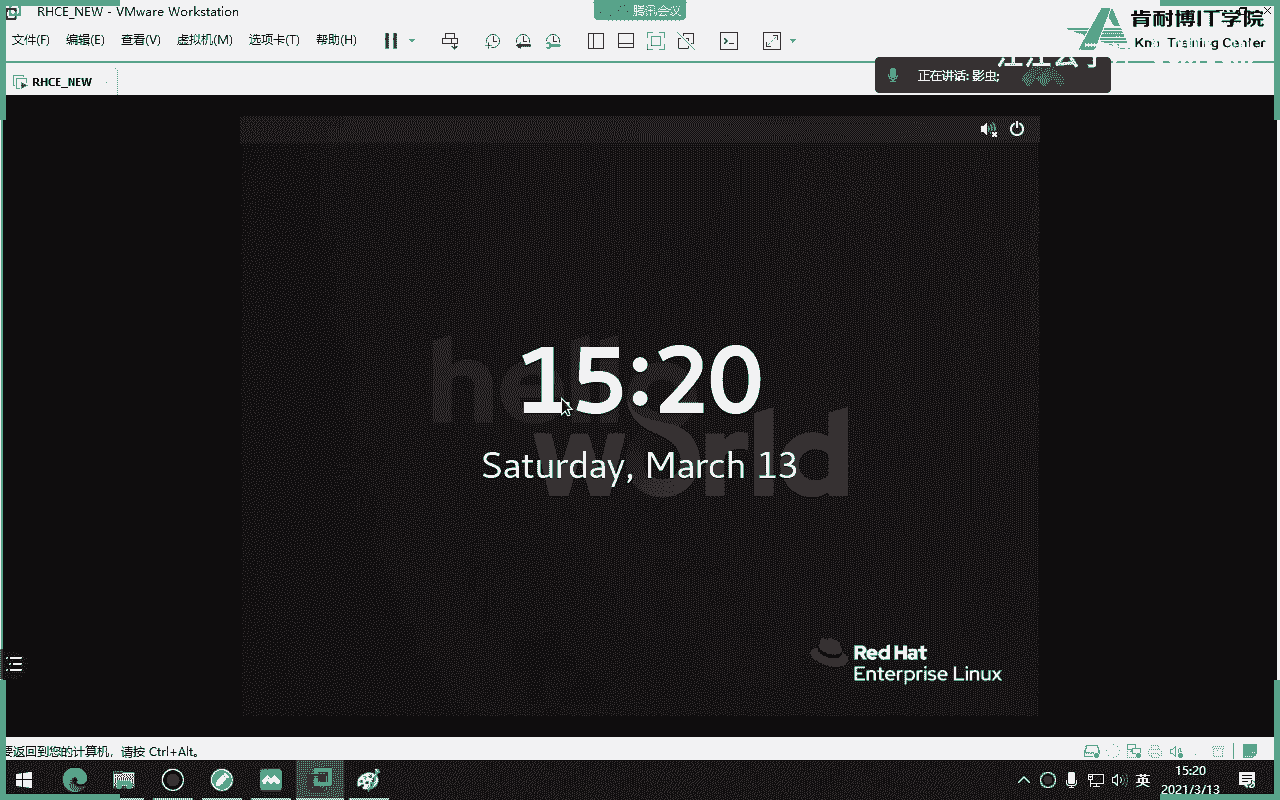 RHCE_NEW - VMware Workstation
腾讯会议
肯耐博IT学院
Training Center
文件(F) 编辑(E) 查看(V) 虚拟机(M) 选项卡(T) 帮助(H)
RHCE_NEW
正在讲话: 影虫;
hello
world
15:20
Saturday, March 13
Red Hat
Enterprise Linux
要返回到您的计算机，请按 Ctrl+Alt。
英
15:20
2021/3/13